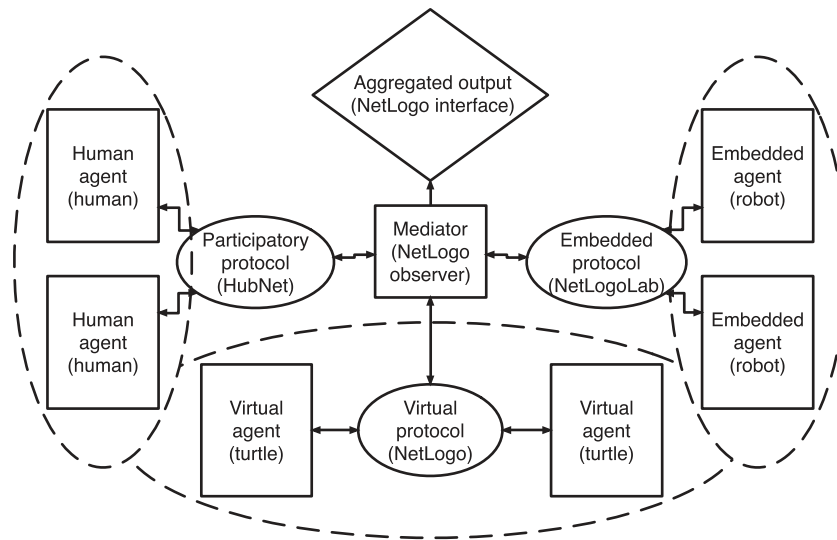 Aggregated output
(NetLogo interface)
Human
agent
(human)
Embedded
agent
(robot)
Participatory
protocol
(HubNet)
Mediator
(NetLogo
observer)
Embedded
protocol
(NetLogoLab)
Human
agent
(human)
Embedded
agent
(robot)
Virtual
agent
(turtle)
Virtual
protocol
(NetLogo)
Virtual
agent
(turtle)